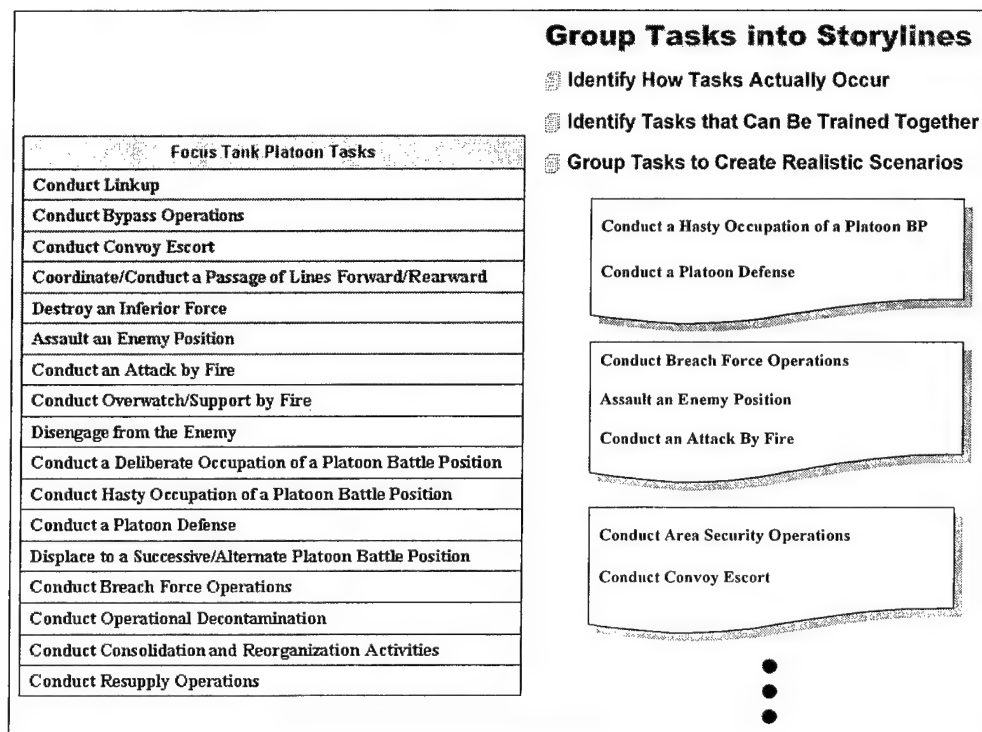 Group Tasks into Storylines
Identify How Tasks Actually Occur
Identify Tasks that Can Be Trained Together
Group Tasks to Create Realistic Scenarios
Focus Tank Platoon Tasks
Conduct Linkup
Conduct Bypass Operations
Conduct Convoy Escort
Coordinate/Conduct a Passage of Lines Forward/Rearward
Destroy an Inferior Force
Assault an Enemy Position
Conduct an Attack by Fire
Conduct Overwatch/Support by Fire
Disengage from the Enemy
Conduct a Deliberate Occupation of a Platoon Battle Position
Conduct Hasty Occupation of a Platoon Battle Position
Conduct a Platoon Defense
Displace to a Successive/Alternate Platoon Battle Position
Conduct Breach Force Operations
Conduct Operational Decontamination
Conduct Consolidation and Reorganization Activities
Conduct Resupply Operations
Conduct a Hasty Occupation of a Platoon BP
Conduct a Platoon Defense
Conduct Breach Force Operations
Assault an Enemy Position
Conduct an Attack By Fire
Conduct Area Security Operations
Conduct Convoy Escort